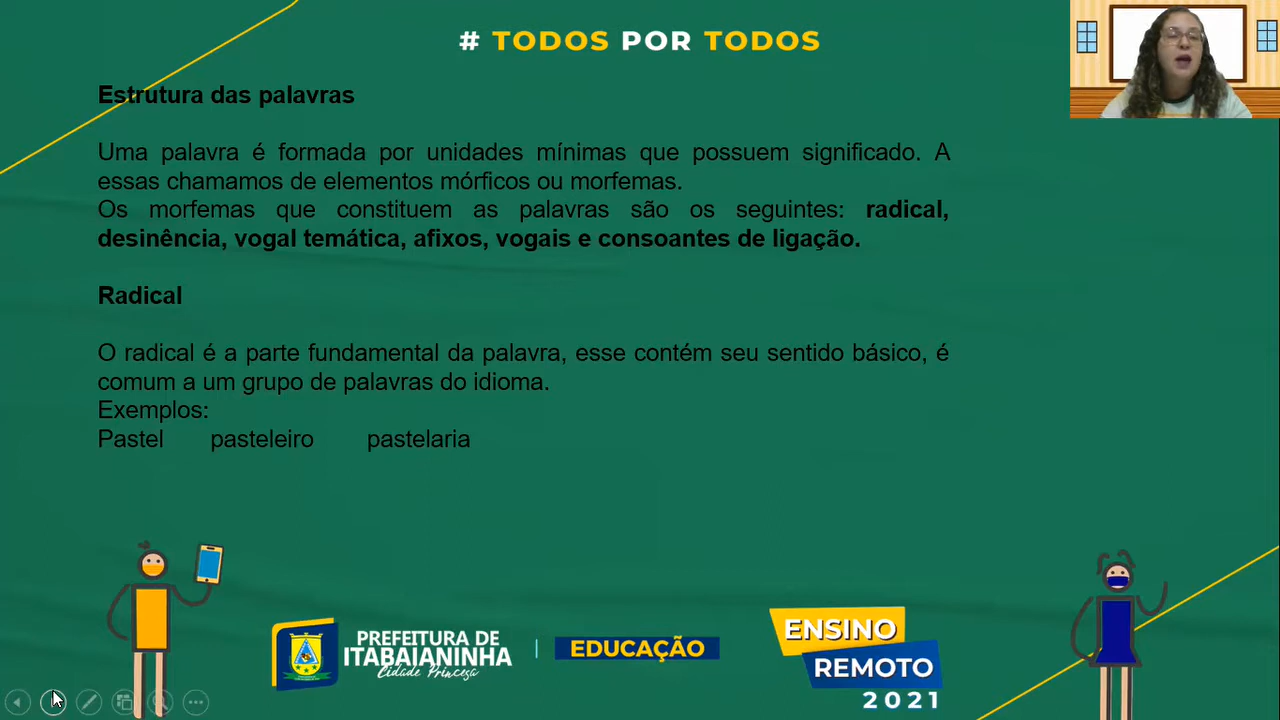 # TODOS POR TODOS
Estrutura das palavras
Uma palavra é formada por unidades mínimas que possuem significado. A
essas chamamos de elementos mórficos ou morfemas.
Os morfemas que constituem as palavras são os seguintes: radical,
desinência, vogal temática, afixos, vogais e consoantes de ligação.
Radical
O radical é a parte fundamental da palavra, esse contém seu sentido básico, é
comum a um grupo de palavras do idioma.
Exemplos:
Pastel pasteleiro pastelaria
PREFEITURA DE
ITABAIANINHA
Cidade Princesa
EDUCAÇÃO
ENSINO
REMOTO
2021